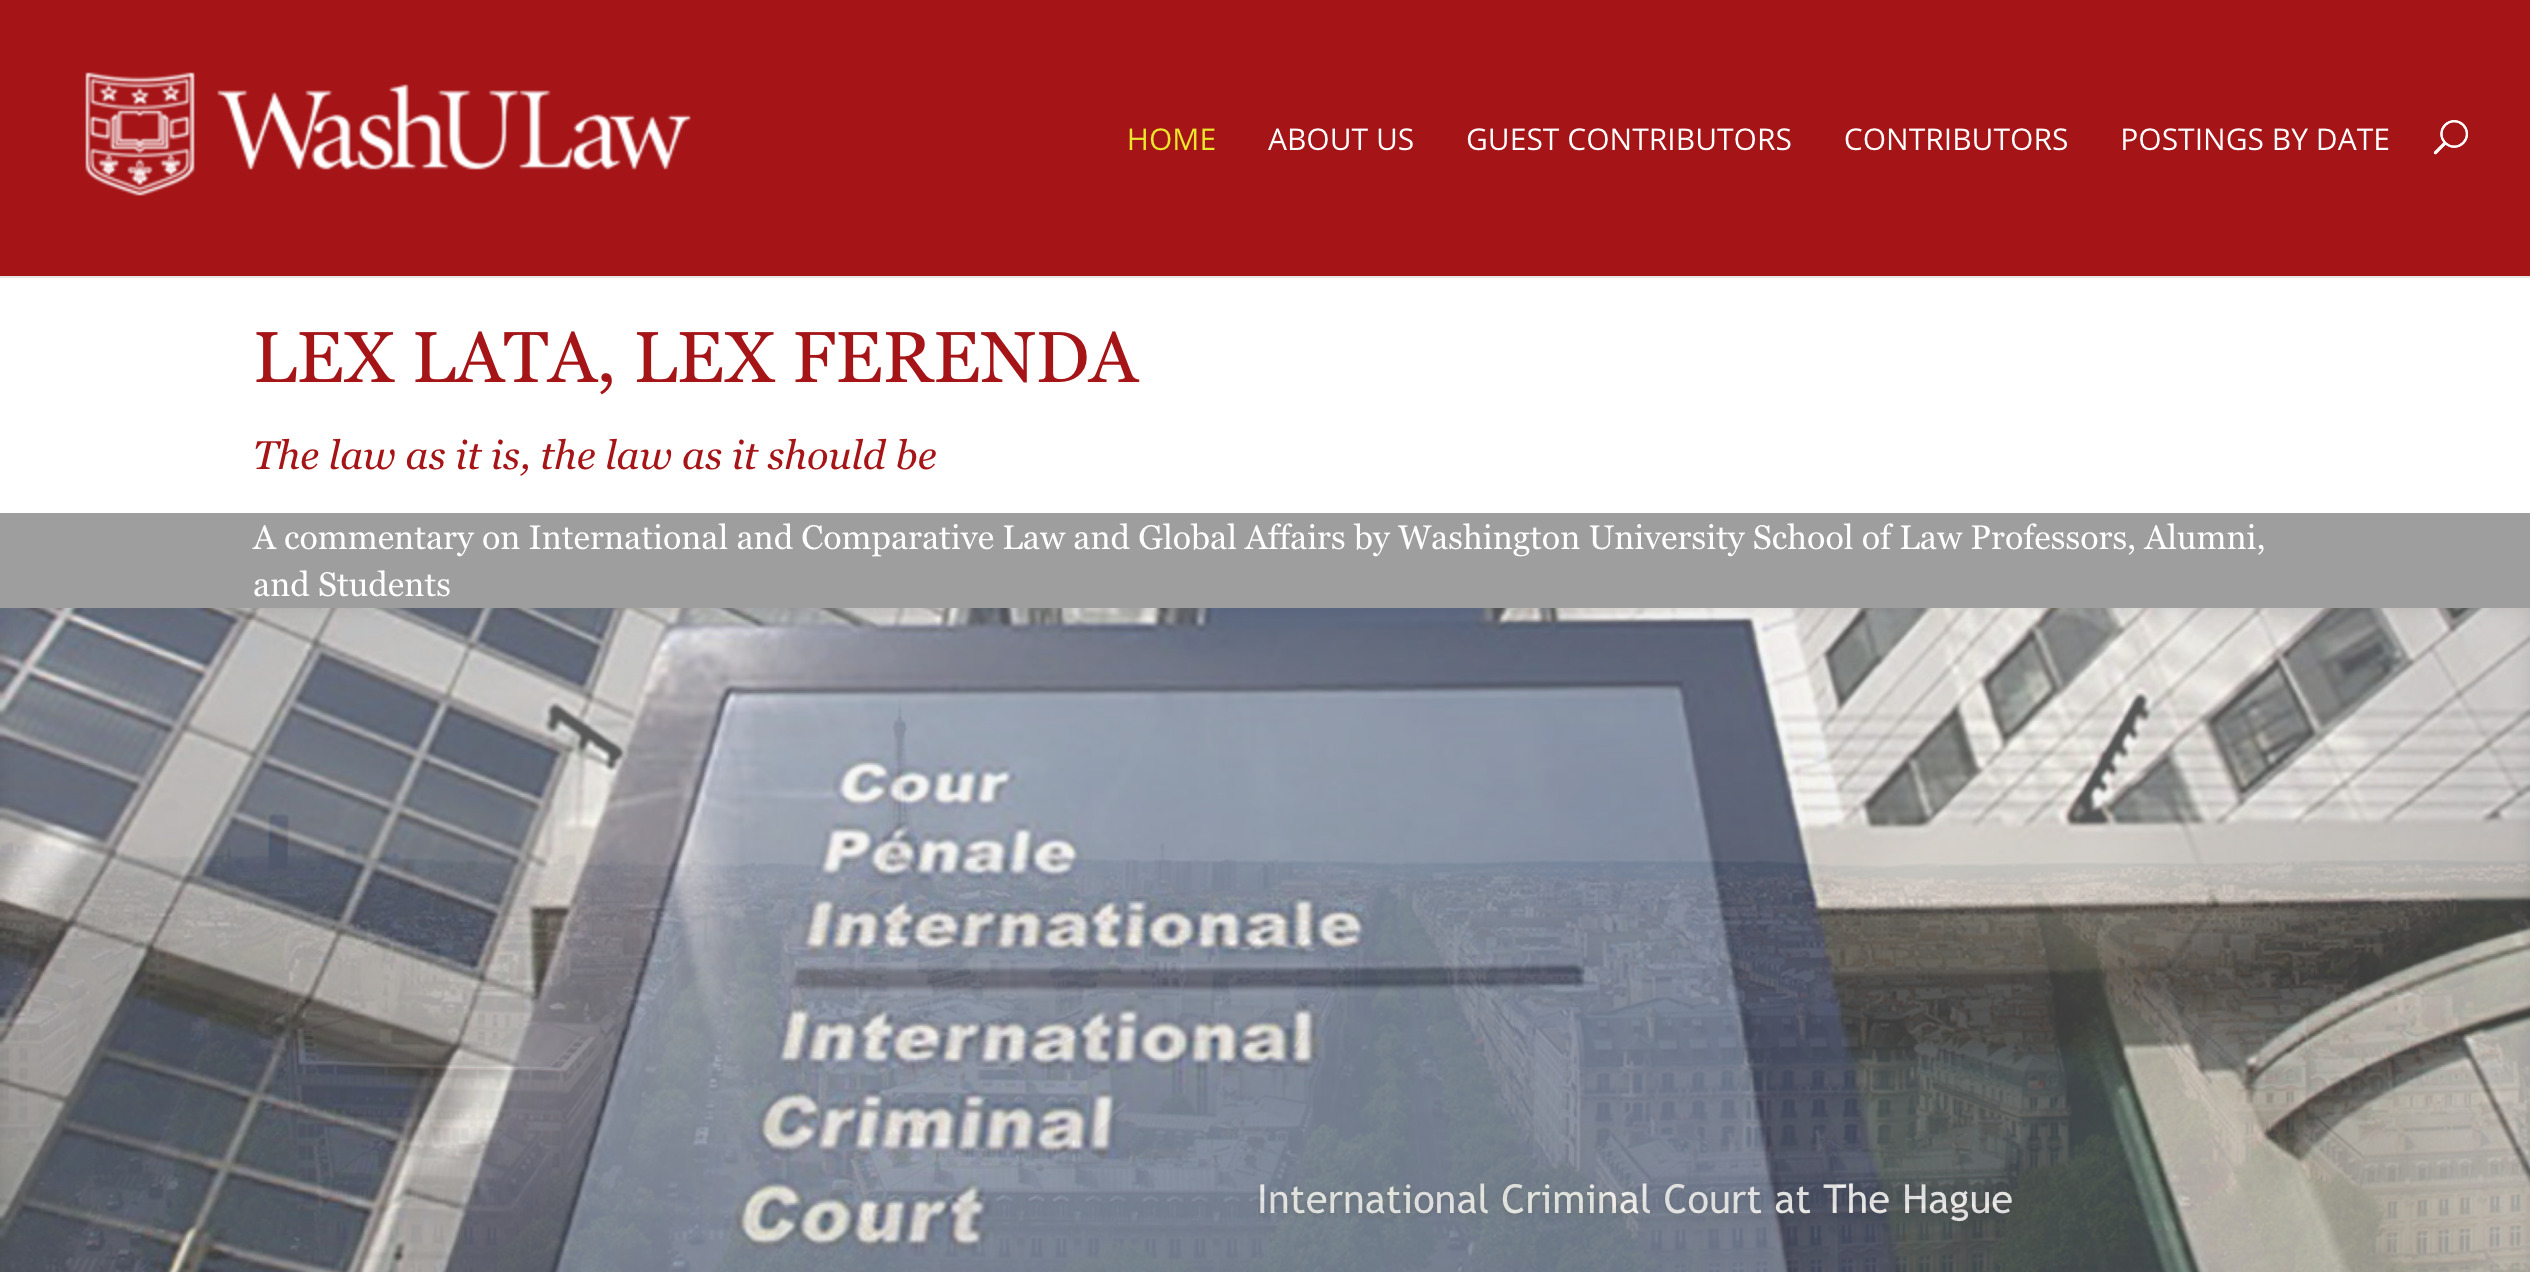 WashULaw
HOME ABOUT US GUEST CONTRIBUTORS CONTRIBUTORS POSTINGS BY DATE
LEX LATA, LEX FERENDA
The law as it is, the law as it should be
A commentary on International and Comparative Law and Global Affairs by Washington University School of Law Professors, Alumni,
and Students
Cour
Pénale
Internationale
International
Criminal
Court
International Criminal Court at The Hague